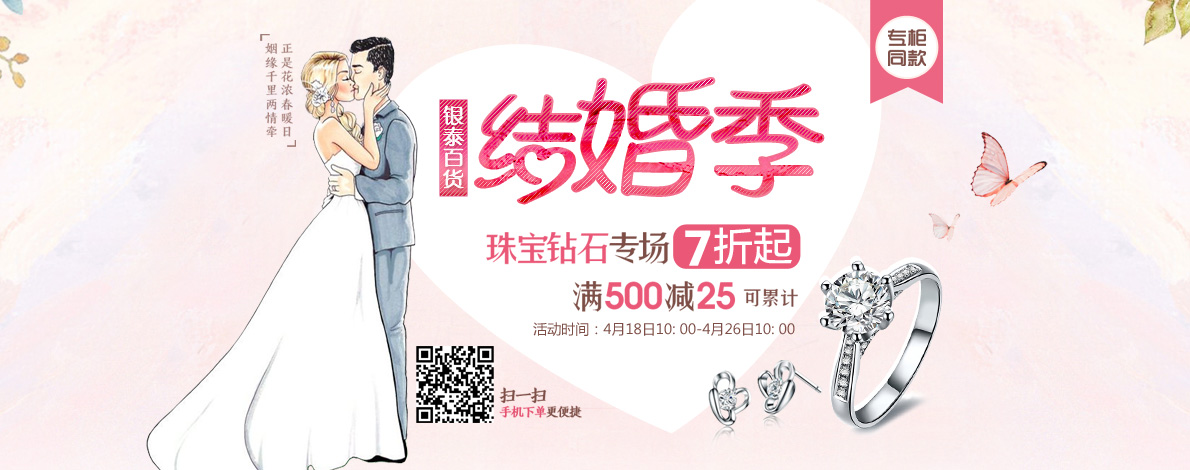 正是花浓春暖日
姻缘千里两情牵
专柜
同款
银泰百货
结婚季
珠宝钻石专场7折起
满500减25 可累计
活动时间：4月18日10: 00-4月26日10: 00
扫一扫
手机下单更便捷